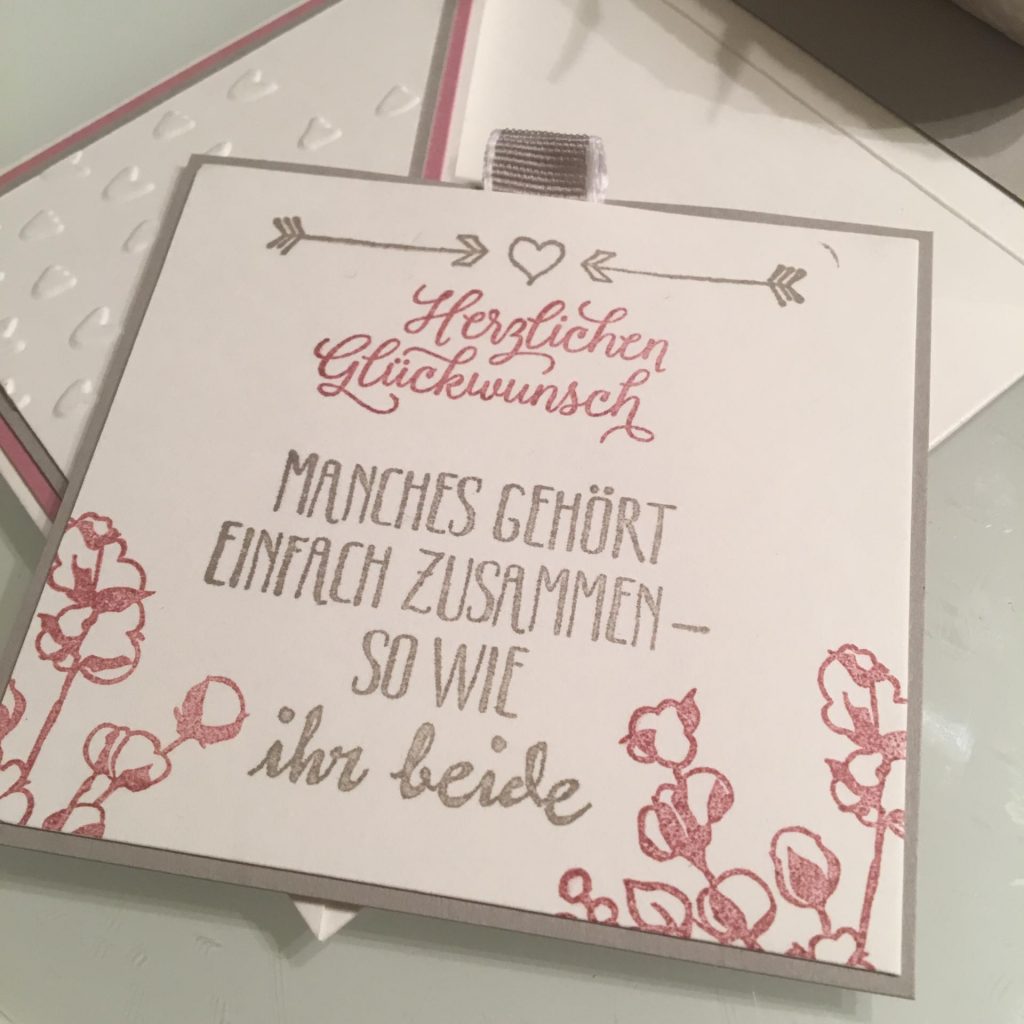 Herzlichen
Glückwunsch
MANCHES GEHÖRT
EINFACH ZUSAMMEN –
SO WIE
ihr beide